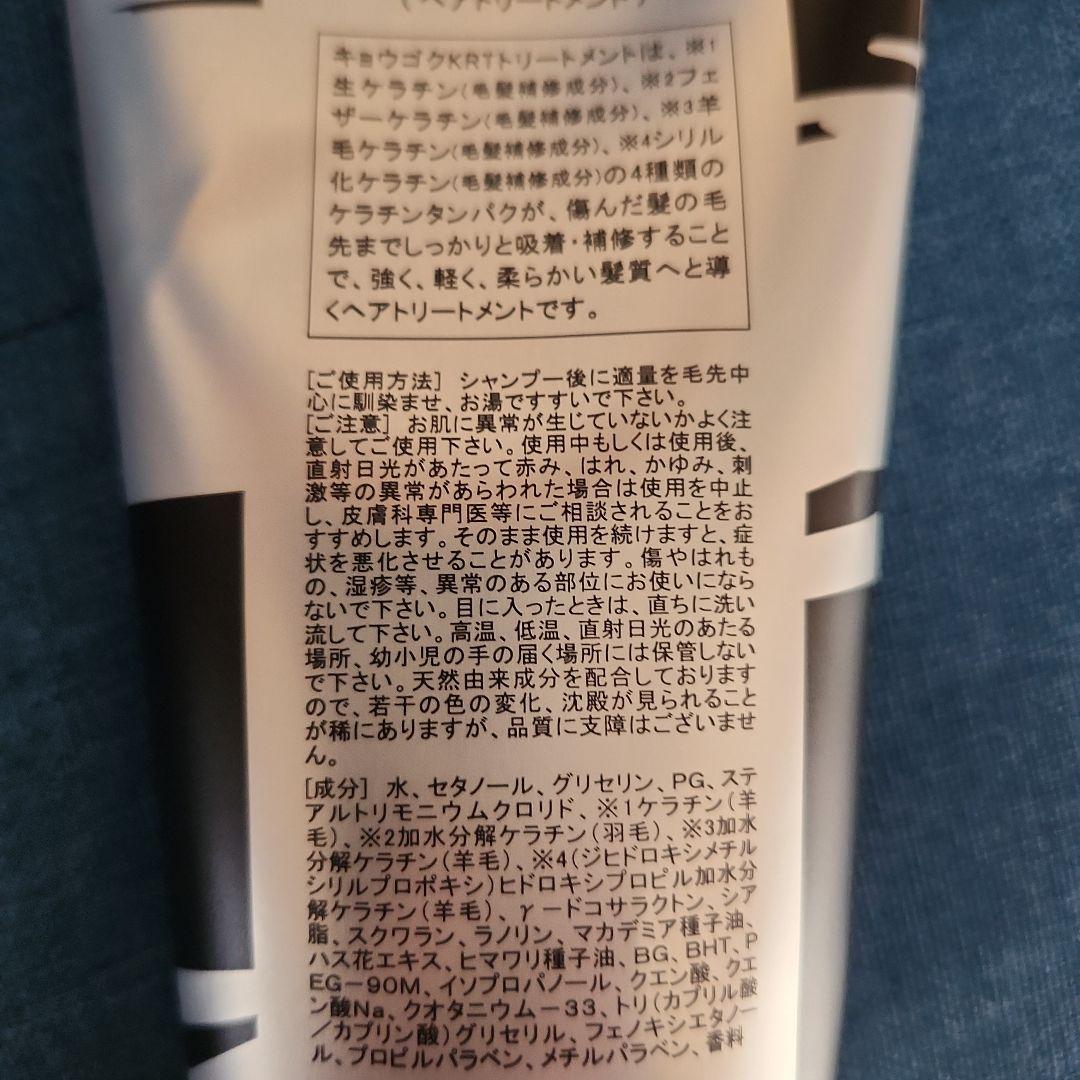 (ヘアトリートメント)
キョウゴクKRTトリートメントは、※1
生ケラチン(毛髪補修成分)、※2フェ
ザーケラチン(毛髪補修成分)、※3羊
毛ケラチン(毛髪補修成分)、※4シリル
化ケラチン(毛髪補修成分)の4種類の
ケラチンタンパクが、傷んだ髪の毛
先までしっかりと吸着・補修すること
で、強く、軽く、柔らかい髪質へと導
くヘアトリートメントです。
[ご使用方法] シャンプー後に適量を毛先中
心に馴染ませ、お湯ですすいで下さい。
[ご注意] お肌に異常が生じていないかよく注
意してご使用下さい。使用中もしくは使用後、
直射日光があたって赤み、はれ、かゆみ、刺
激等の異常があらわれた場合は使用を中止
し、皮膚科専門医等にご相談されることをお
すすめします。そのまま使用を続けますと、症
状を悪化させることがあります。傷やはれも
の、湿疹等、異常のある部位にお使いになら
ないで下さい。目に入ったときは、直ちに洗い
流して下さい。高温、低温、直射日光のあたる
場所、幼小児の手の届く場所には保管しない
で下さい。天然由来成分を配合しております
ので、若干の色の変化、沈殿が見られること
が稀にありますが、品質に支障はございませ
ん。
[成分] 水、セタノール、グリセリン、PG、ステ
アルトリモニウムクロリド、※1ケラチン(羊
毛)、※2加水分解ケラチン(羽毛)、※3加水
分解ケラチン(羊毛)、※4(ジヒドロキシメチル
シリルプロポキシ)ヒドロキシプロピル加水分
解ケラチン(羊毛)、γードコサラクトン、シア
脂、スクワラン、ラノリン、マカデミア種子油、
ハス花エキス、ヒマワリ種子油、BG、BHT、P
EG－90M、イソプロパノール、クエン酸、クエ
ン酸Na、クオタニウム－33、トリ(カプリル酸
／カプリン酸)グリセリル、フェノキシエタノー
ル、プロピルパラベン、メチルパラベン、香料